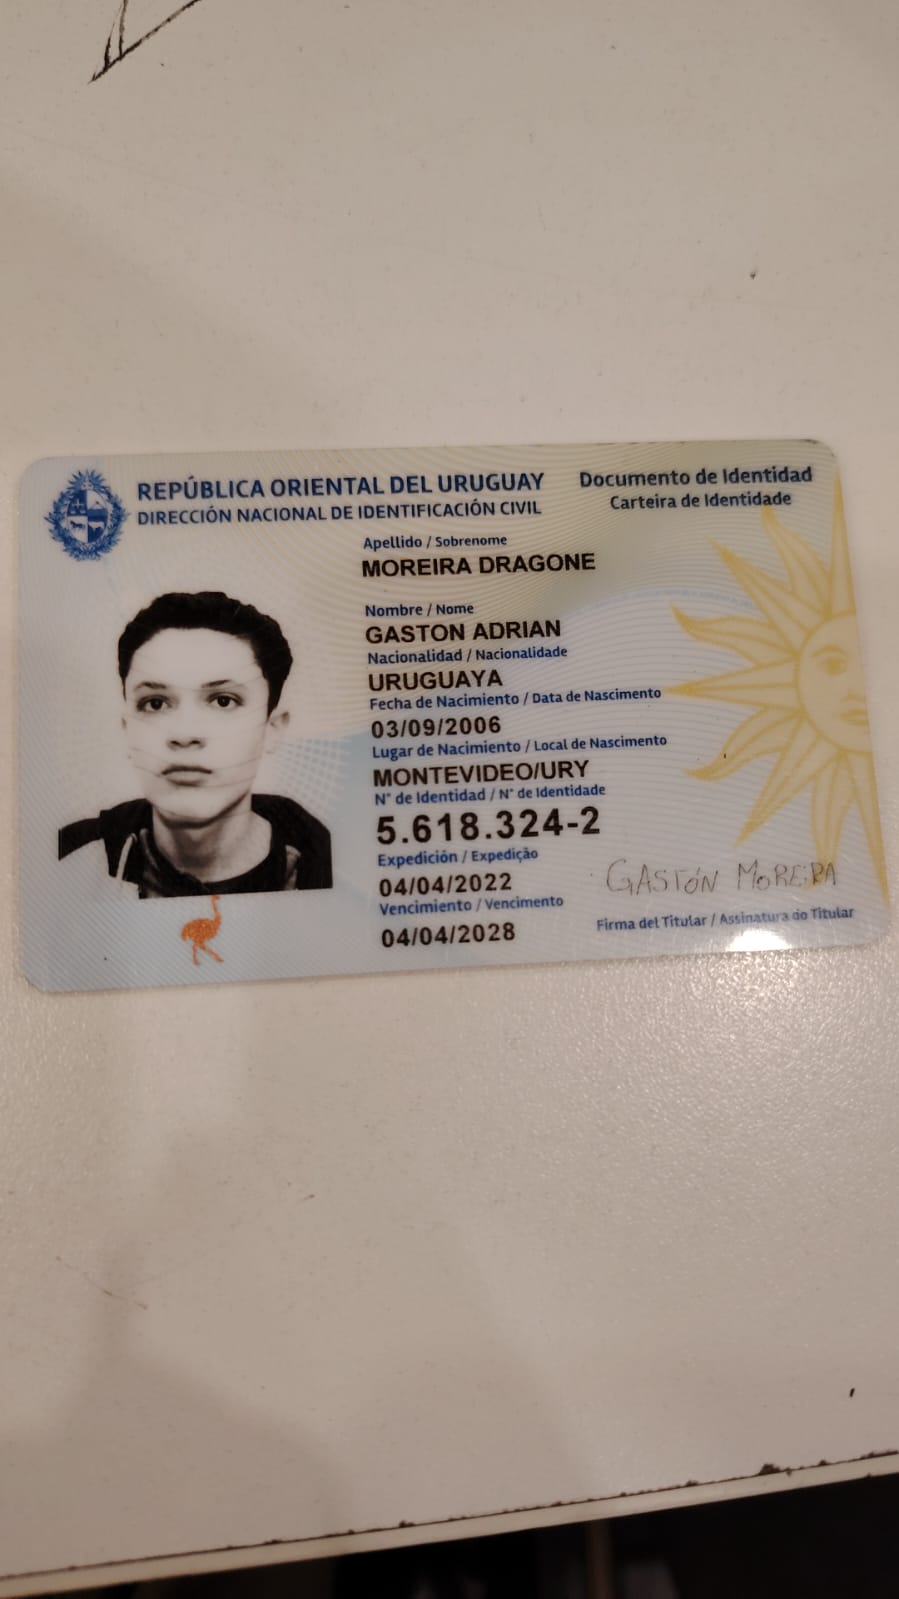 REPÚBLICA ORIENTAL DEL URUGUAY
DIRECCIÓN NACIONAL DE IDENTIFICACIÓN CIVIL
Documento de Identidad
Carteira de Identidade
Apellido / Sobrenome
MOREIRA DRAGONE
Nombre / Nome
GASTON ADRIAN
Nacionalidad / Nacionalidade
URUGUAYA
Fecha de Nacimiento / Data de Nascimento
03/09/2006
Lugar de Nacimiento / Local de Nascimento
MONTEVIDEO/URY
N° de Identidad / N° de Identidade
5.618.324-2
Expedición / Expedição
04/04/2022
Vencimiento / Vencimento
04/04/2028
GASTÓN MOREIRA
Firma del Titular / Assinatura do Titular